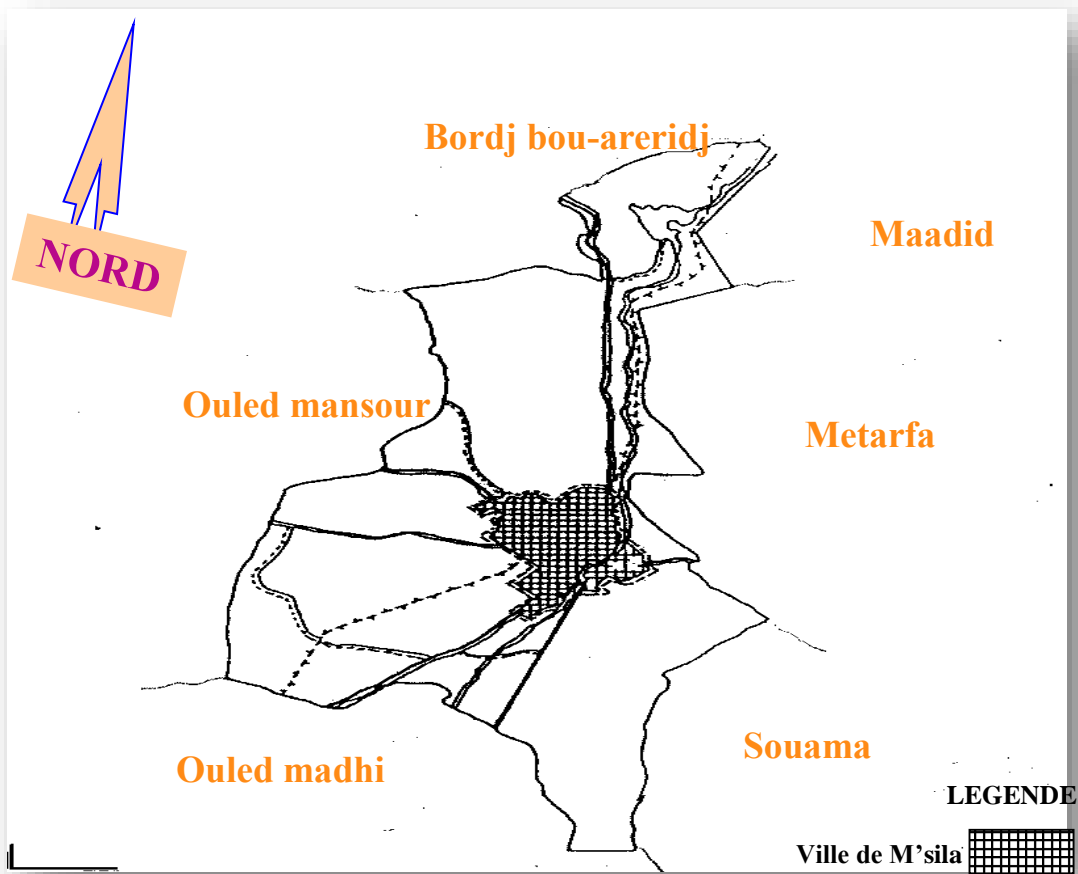 Bordj bou-areridj
Maadid
NORD
Ouled mansour
Metarfa
Souama
Ouled madhi
LEGENDE
Ville de M’sila